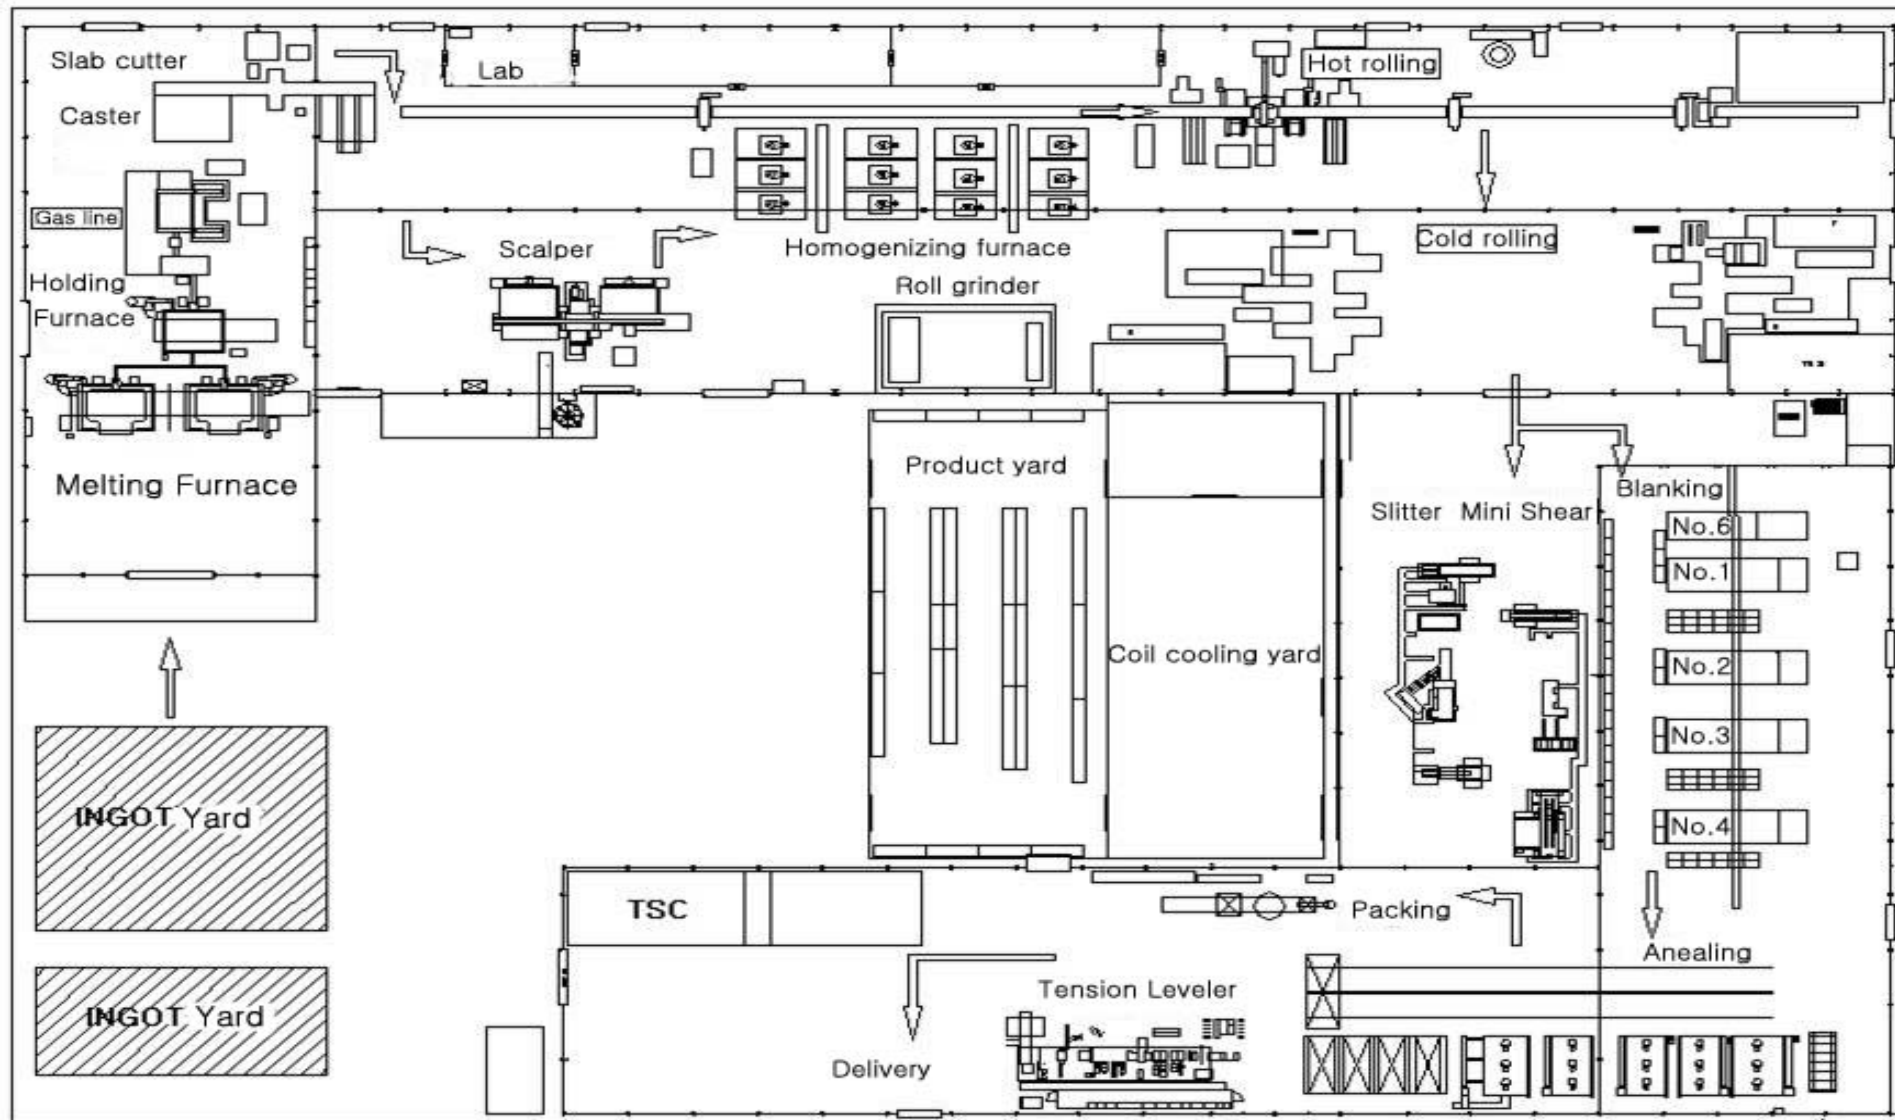 Slab cutter
Lab
Hot rolling
Caster
Gas line
Scalper
Homogenizing furnace
Cold rolling
Holding
Furnace
Roll grinder
Product yard
Melting Furnace
Blanking
Slitter Mini Shear
No.6
No.1
Coil cooling yard
No.2
No.3
INGOT Yard
No.4
TSC
Packing
Anealing
Tension Leveler
INGOT Yard
Delivery